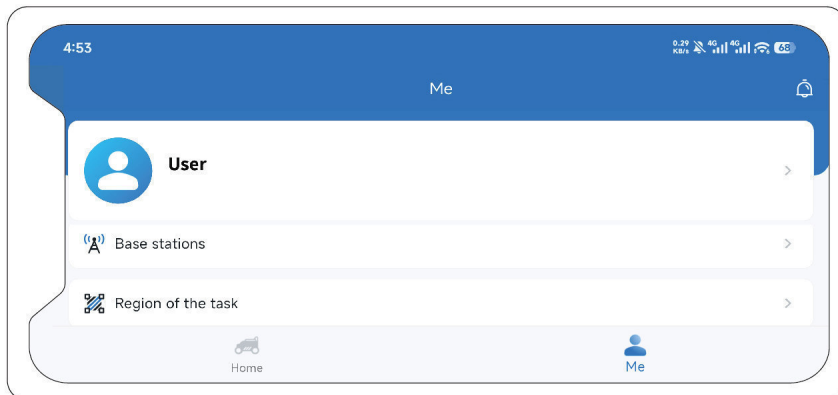 4:53
0.29 KB/s 4G 4G 68
Me
User
Base stations
Region of the task
Home
Me